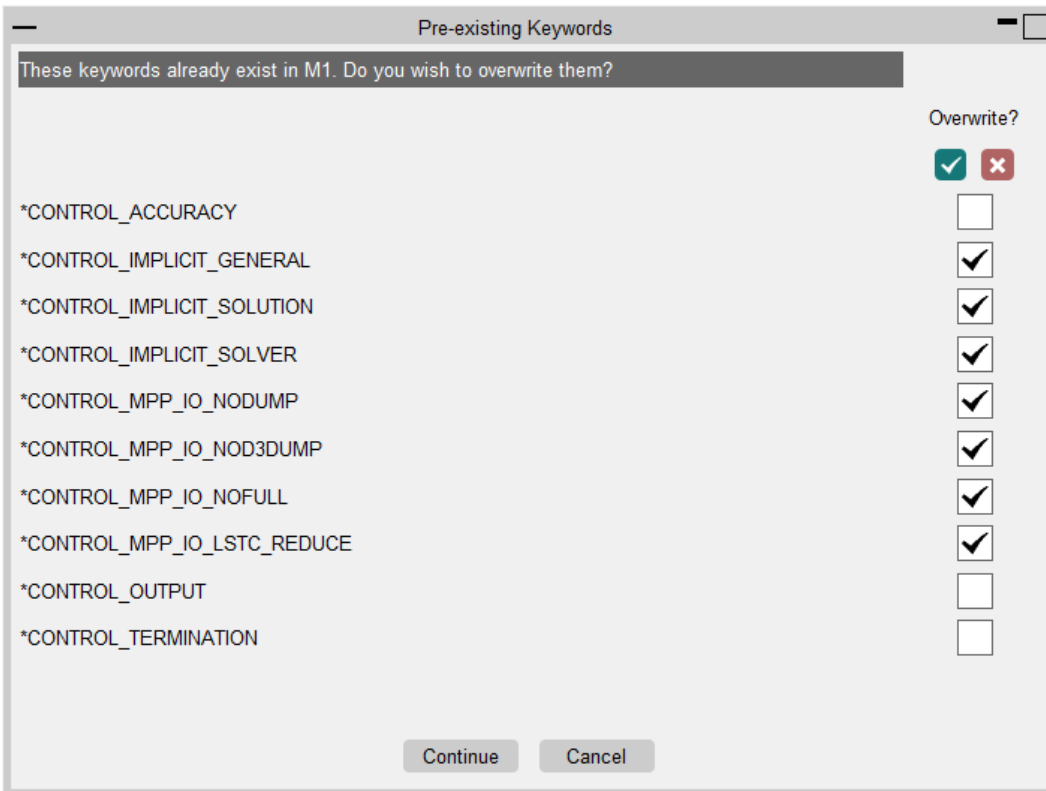 Pre-existing Keywords
These keywords already exist in M1. Do you wish to overwrite them?
Overwrite?
*CONTROL_ACCURACY
*CONTROL_IMPLICIT_GENERAL
*CONTROL_IMPLICIT_SOLUTION
*CONTROL_IMPLICIT_SOLVER
*CONTROL_MPP_IO_NODUMP
*CONTROL_MPP_IO_NOD3DUMP
*CONTROL_MPP_IO_NOFULL
*CONTROL_MPP_IO_LSTC_REDUCE
*CONTROL_OUTPUT
*CONTROL_TERMINATION
Continue Cancel